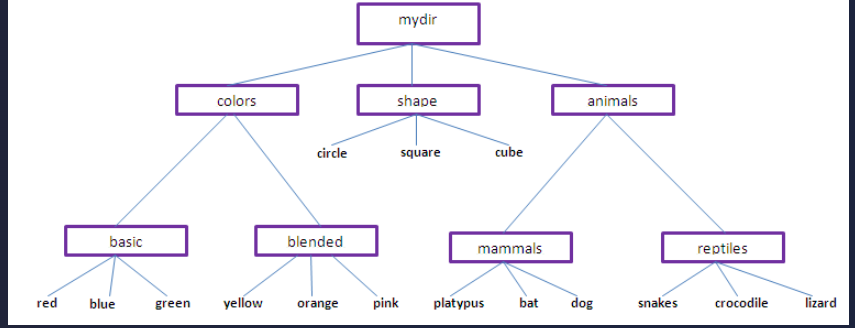 mydir
colors shape animals
circle square cube
basic blended mammals reptiles
red blue green yellow orange pink platypus bat dog snakes crocodile lizard